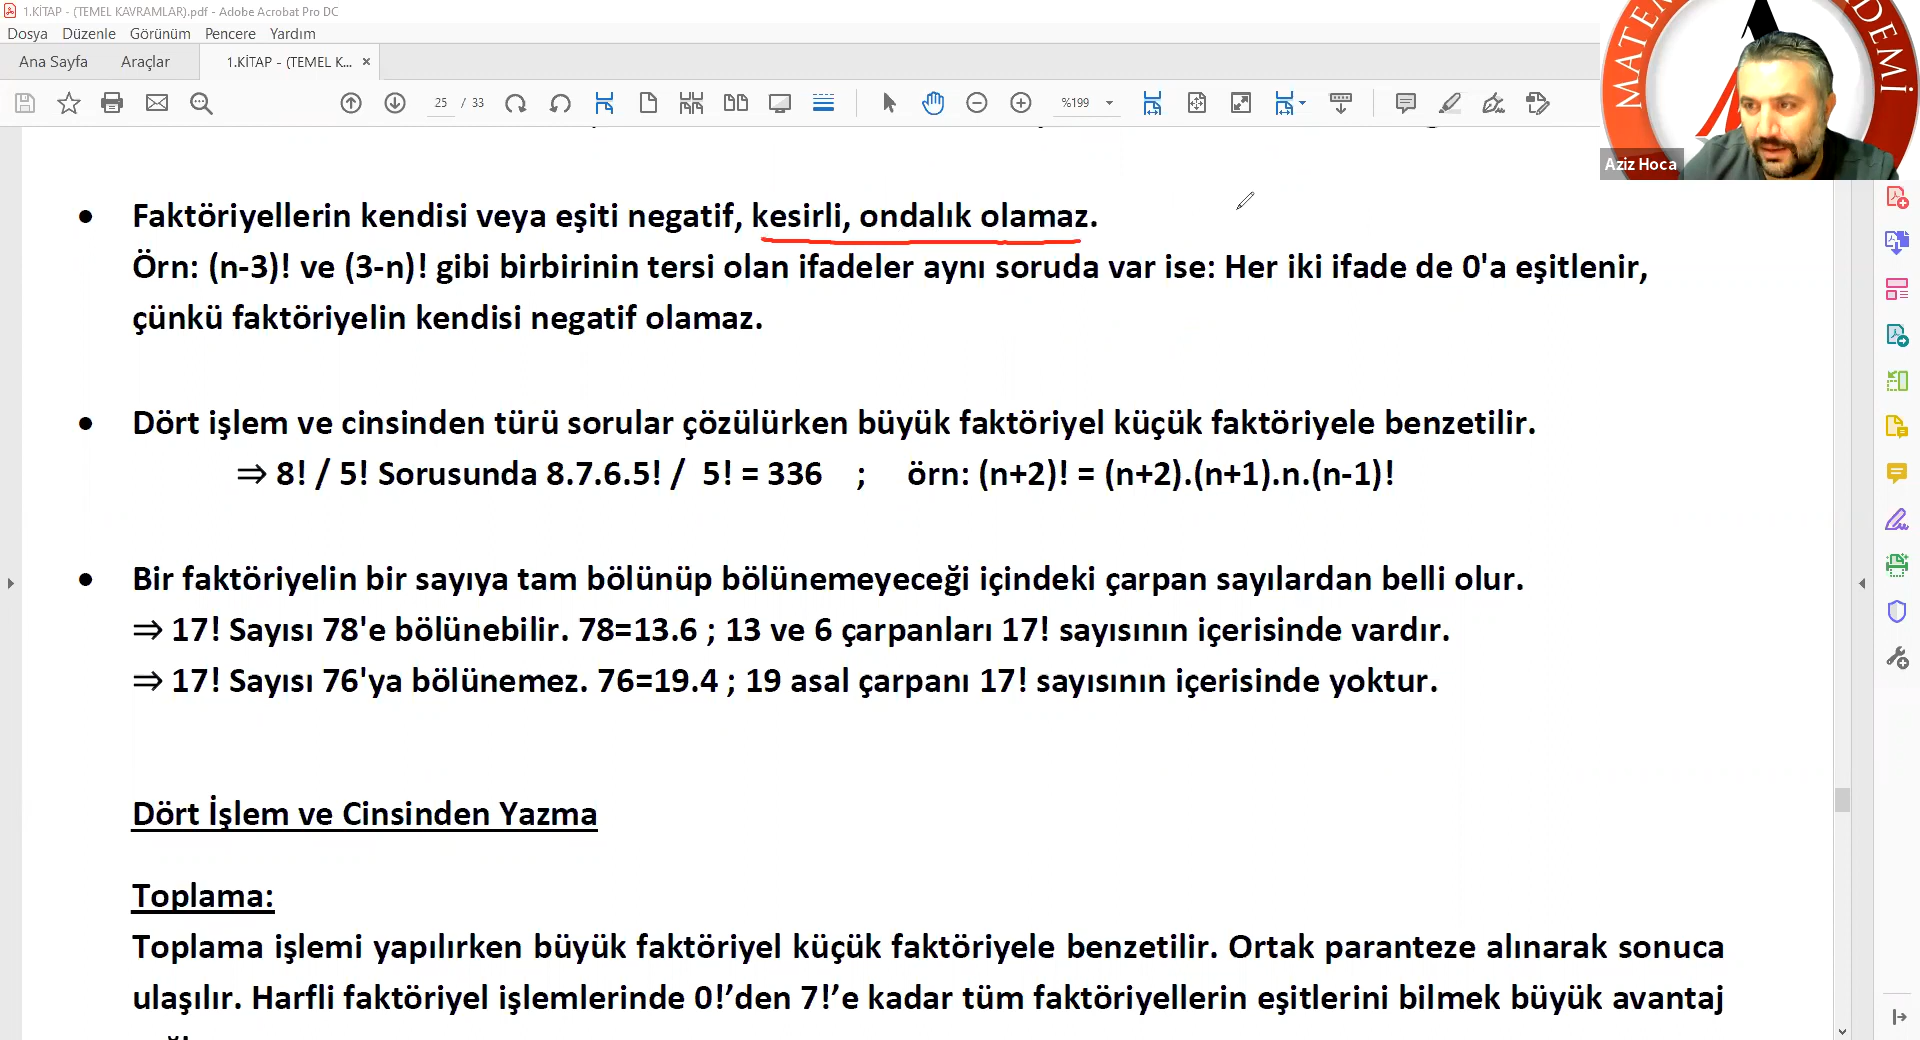 1.KİTAP - (TEMEL KAVRAMLAR).pdf - Adobe Acrobat Pro DC
Dosya Düzenle Görünüm Pencere Yardım
Ana Sayfa Araçlar 1.KİTAP - (TEMEL K... ×
25 / 33 %199
MATEM DEMİ
Aziz Hoca
• Faktöriyellerin kendisi veya eşiti negatif, kesirli, ondalık olamaz.
Örn: (n-3)! ve (3-n)! gibi birbirinin tersi olan ifadeler aynı soruda var ise: Her iki ifade de 0'a eşitlenir,
çünkü faktöriyelin kendisi negatif olamaz.
• Dört işlem ve cinsinden türü sorular çözülürken büyük faktöriyel küçük faktöriyele benzetilir.
⇒ 8! / 5! Sorusunda 8.7.6.5! / 5! = 336 ; örn: (n+2)! = (n+2).(n+1).n.(n-1)!
• Bir faktöriyelin bir sayıya tam bölünüp bölünemeyeceği içindeki çarpan sayılardan belli olur.
⇒ 17! Sayısı 78'e bölünebilir. 78=13.6 ; 13 ve 6 çarpanları 17! sayısının içerisinde vardır.
⇒ 17! Sayısı 76'ya bölünemez. 76=19.4 ; 19 asal çarpanı 17! sayısının içerisinde yoktur.
Dört İşlem ve Cinsinden Yazma
Toplama:
Toplama işlemi yapılırken büyük faktöriyel küçük faktöriyele benzetilir. Ortak paranteze alınarak sonuca
ulaşılır. Harfli faktöriyel işlemlerinde 0!’den 7!’e kadar tüm faktöriyellerin eşitlerini bilmek büyük avantaj